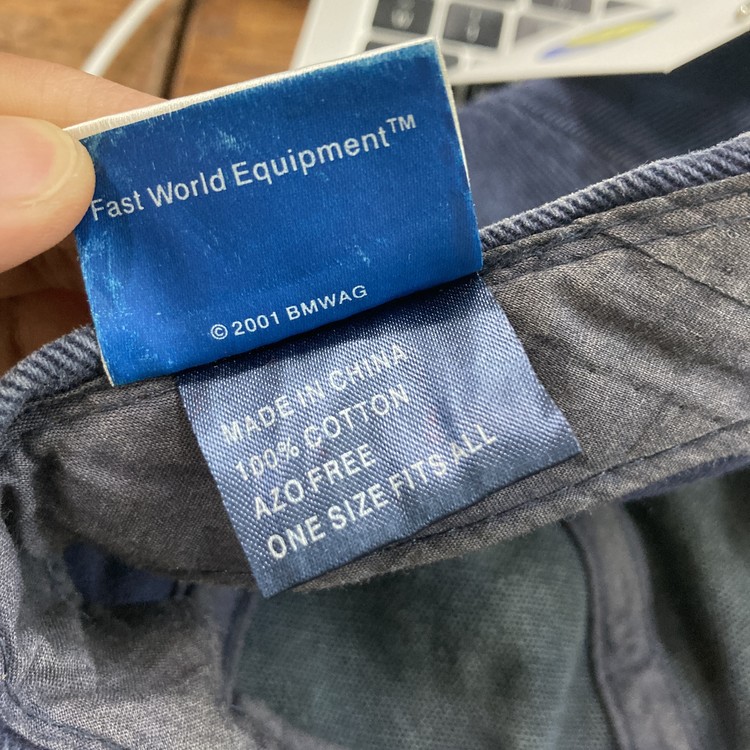 Fast World Equipment™
© 2001 BMWAG
MADE IN CHINA
100% COTTON
AZO FREE
ONE SIZE FITS ALL